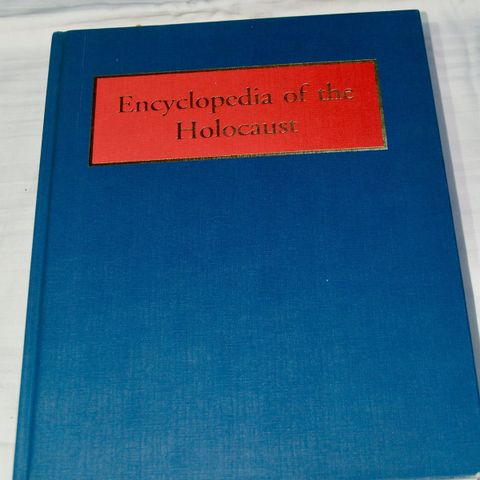 Encyclopedia of the
Holocaust